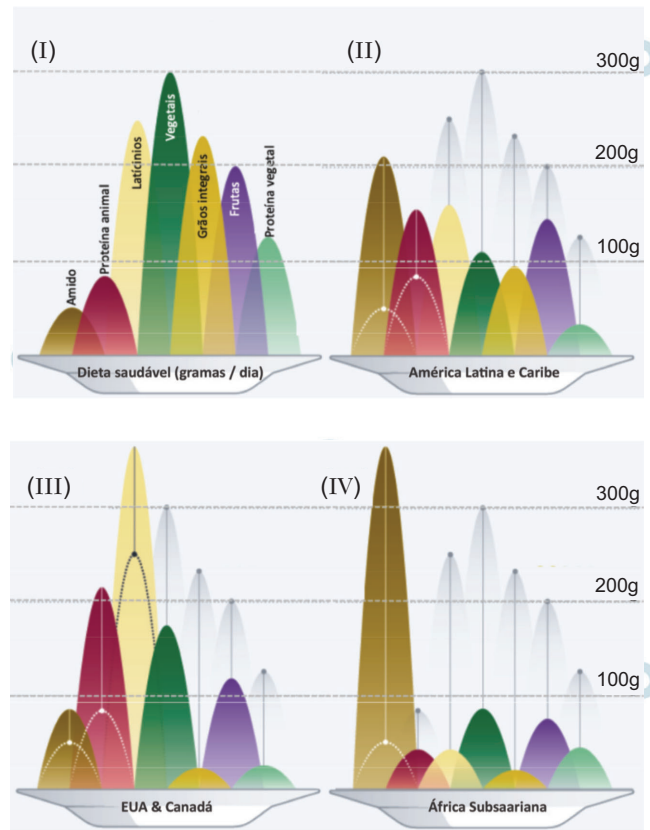 (I)
(II)
300g
200g
100g
Amido
Proteína animal
Laticínios
Vegetais
Grãos integrais
Frutas
Proteína vegetal
Dieta saudável (gramas / dia)
América Latina e Caribe
(III)
(IV)
300g
200g
100g
EUA & Canadá
África Subsaariana